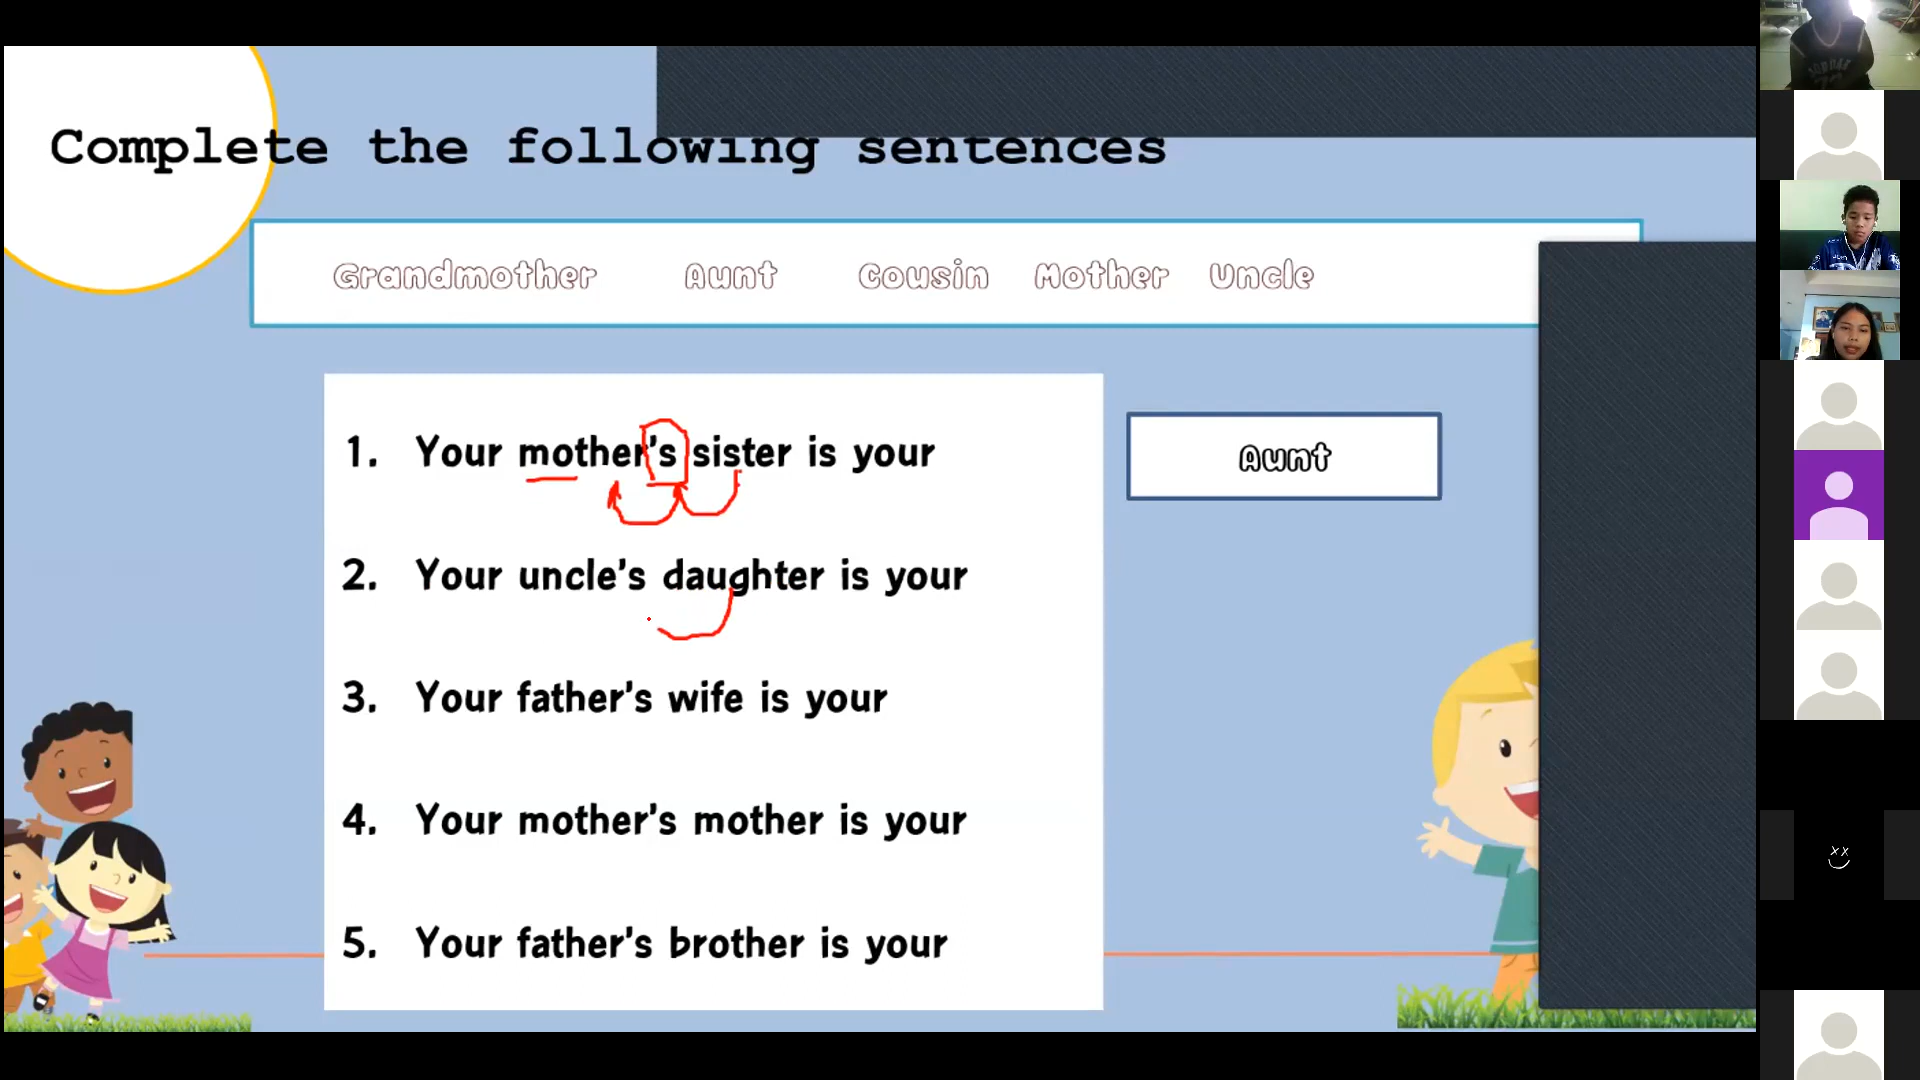 Complete the following sentences
Grandmother Aunt Cousin Mother Uncle
1. Your mother's sister is your
Aunt
2. Your uncle's daughter is your
3. Your father's wife is your
4. Your mother's mother is your
5. Your father's brother is your